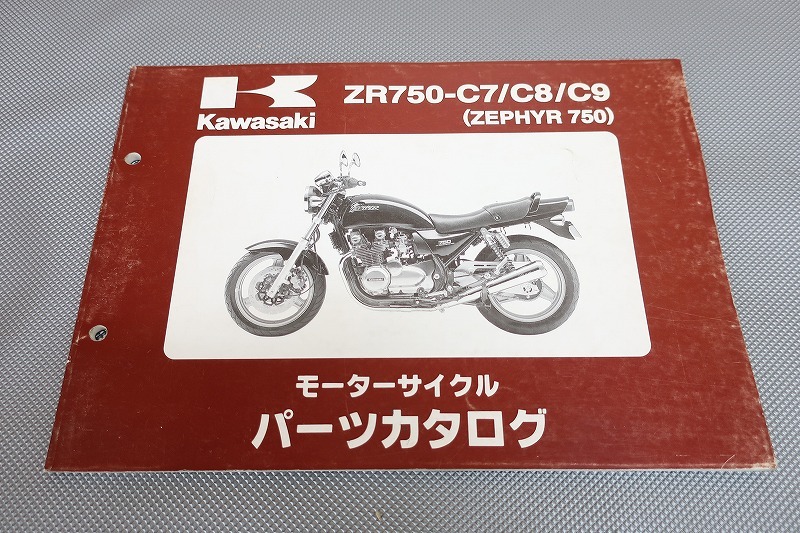 Kawasaki
ZR750-C7/C8/C9
(ZEPHYR 750)
モーターサイクル
パーツカタログ